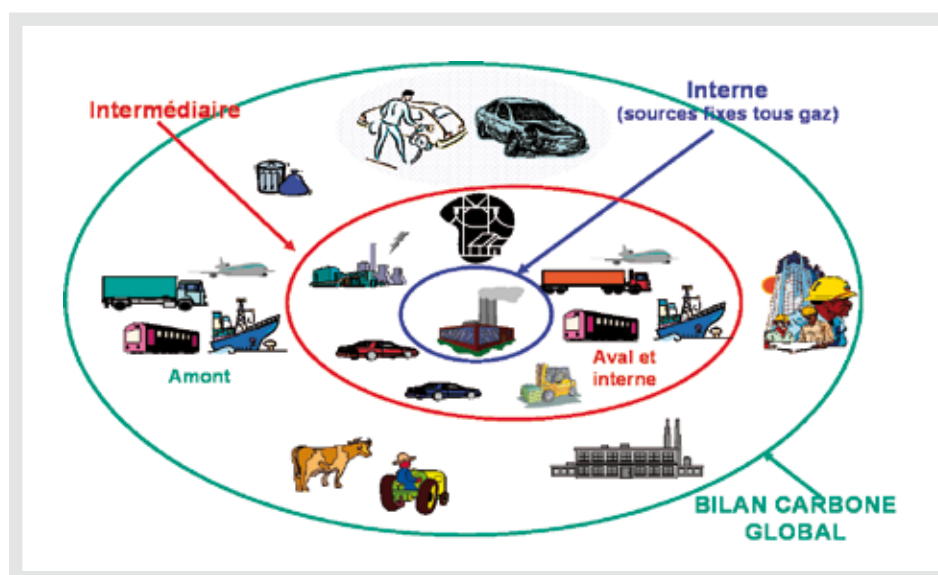 Intermédiaire
Interne
(sources fixes tous gaz)
Amont
Aval et
interne
BILAN CARBONE
GLOBAL